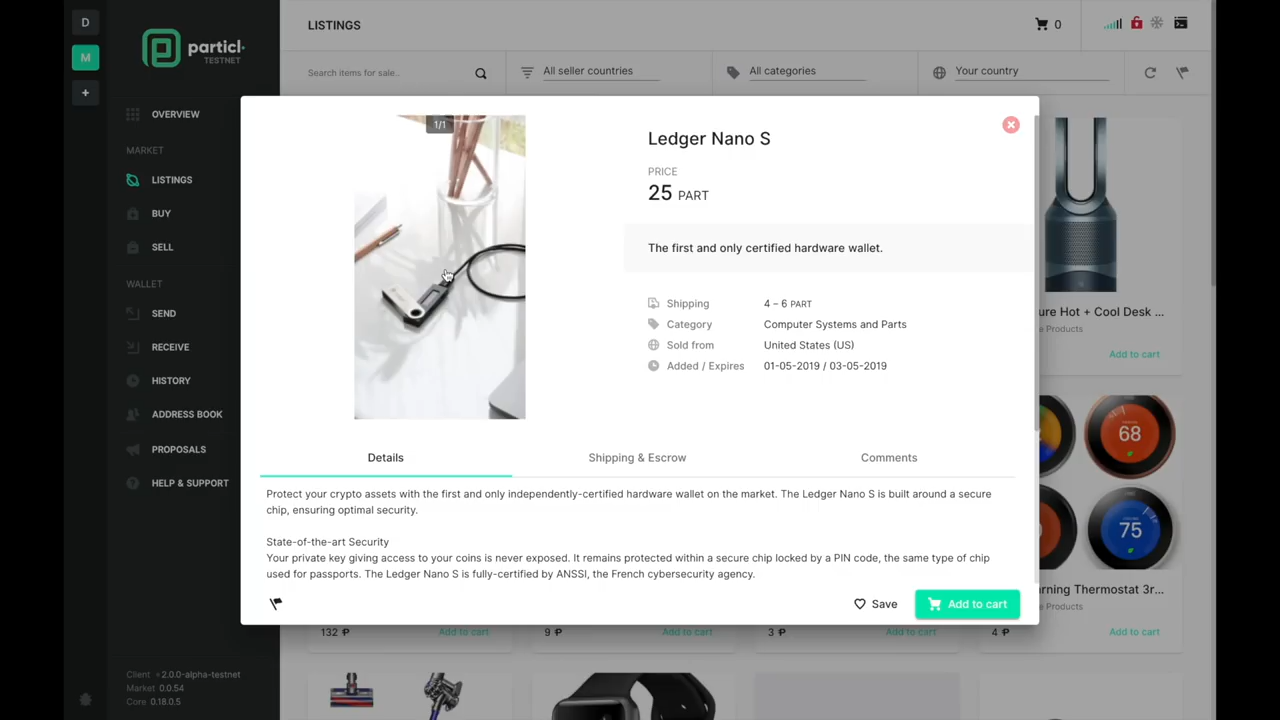 D
M
+
particl
TESTNET
OVERVIEW
MARKET
LISTINGS
BUY
SELL
WALLET
SEND
RECEIVE
HISTORY
ADDRESS BOOK
PROPOSALS
HELP & SUPPORT
Client 2.0.0-alpha-testnet
Market 0.0.54
Core 0.18.0.5
LISTINGS
0
Search items for sale..
All seller countries
All categories
Your country
1/1
Ledger Nano S
PRICE
25 PART
The first and only certified hardware wallet.
Shipping 4 – 6 PART
Category Computer Systems and Parts
Sold from United States (US)
Added / Expires 01-05-2019 / 03-05-2019
Details
Shipping & Escrow
Comments
Protect your crypto assets with the first and only independently-certified hardware wallet on the market. The Ledger Nano S is built around a secure
chip, ensuring optimal security.
State-of-the-art Security
Your private key giving access to your coins is never exposed. It remains protected within a secure chip locked by a PIN code, the same type of chip
used for passports. The Ledger Nano S is fully-certified by ANSSI, the French cybersecurity agency.
Save
Add to cart
ure Hot + Cool Desk ...
e Products
Add to cart
68
75
rning Thermostat 3r...
e Products
132 ₱ Add to cart
9 ₱ Add to cart
3 ₱ Add to cart
4 ₱ Add to cart